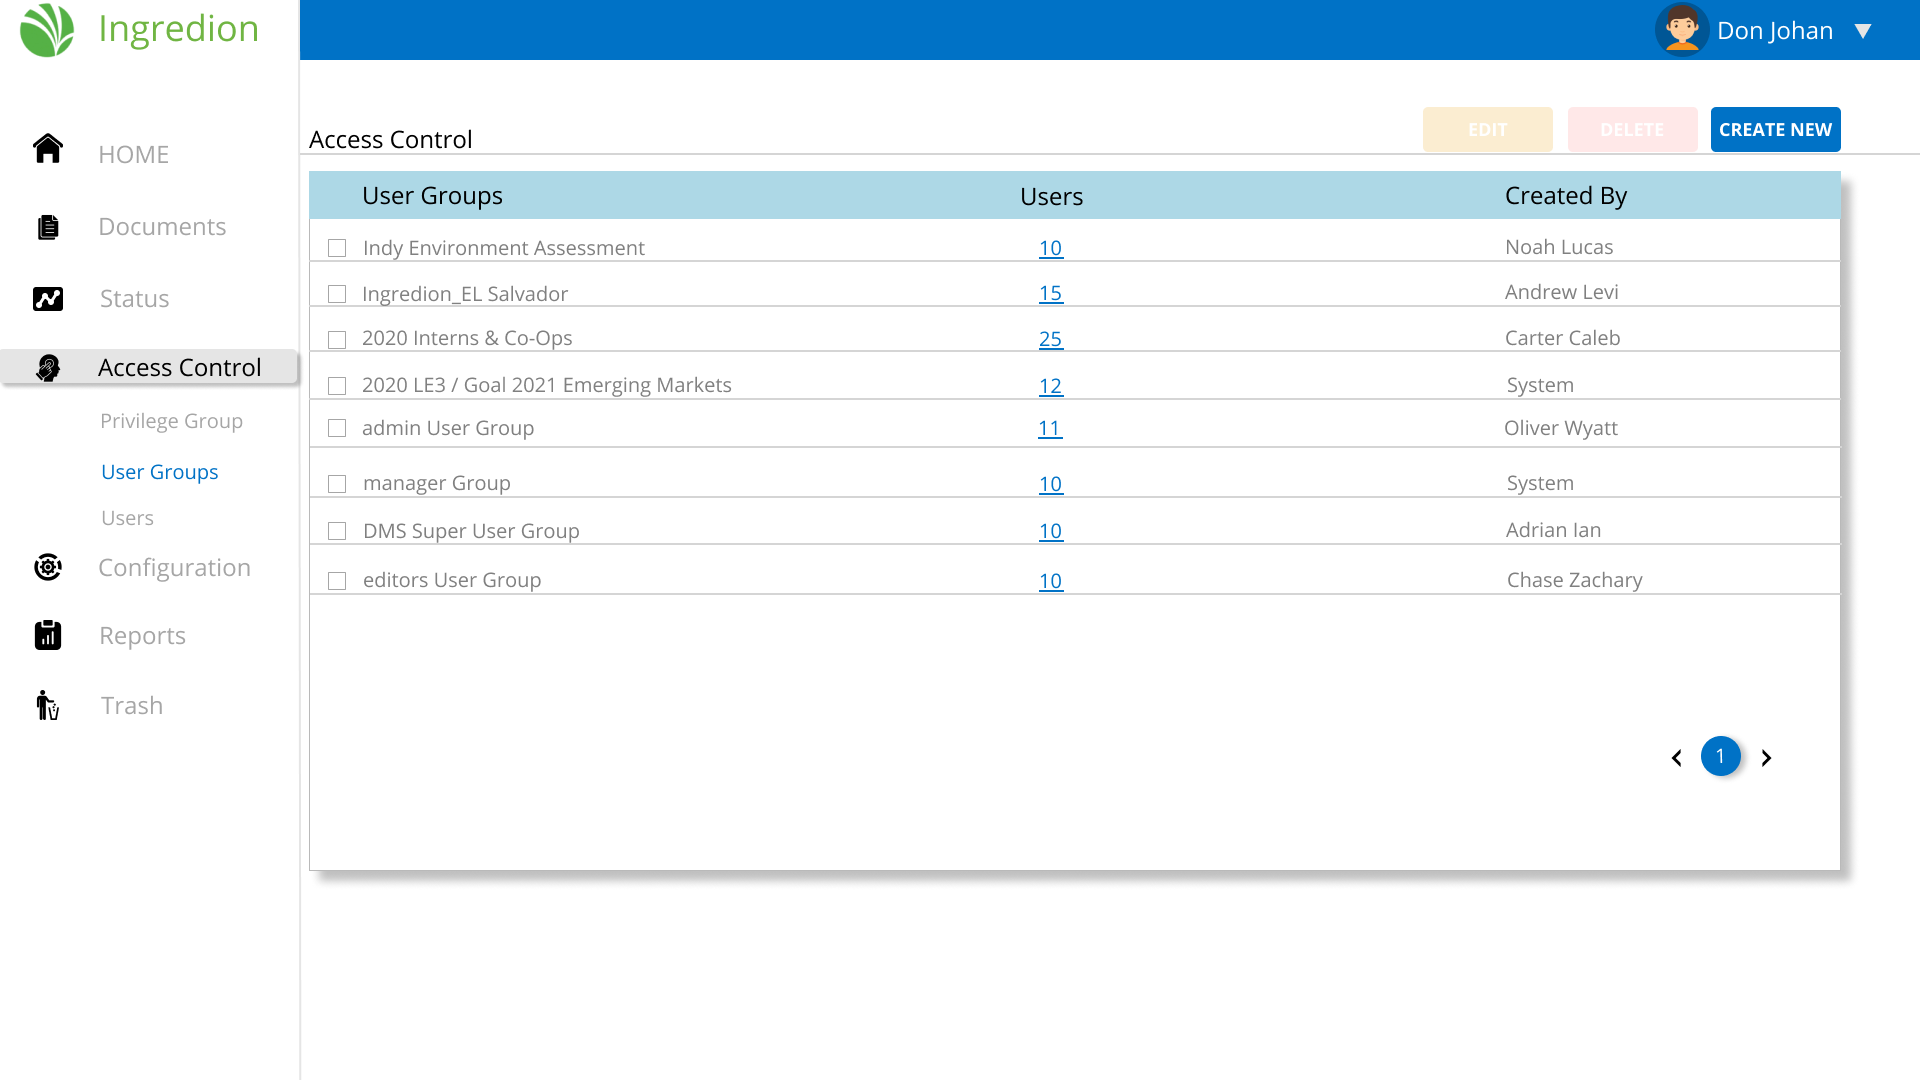 Ingredion
Don Johan
HOME
Documents
Status
Access Control
Privilege Group
User Groups
Users
Configuration
Reports
Trash
Access Control
EDIT
DELETE
CREATE NEW
User Groups Users Created By
Indy Environment Assessment 10 Noah Lucas
Ingredion_EL Salvador 15 Andrew Levi
2020 Interns & Co-Ops 25 Carter Caleb
2020 LE3 / Goal 2021 Emerging Markets 12 System
admin User Group 11 Oliver Wyatt
manager Group 10 System
DMS Super User Group 10 Adrian Ian
editors User Group 10 Chase Zachary
1